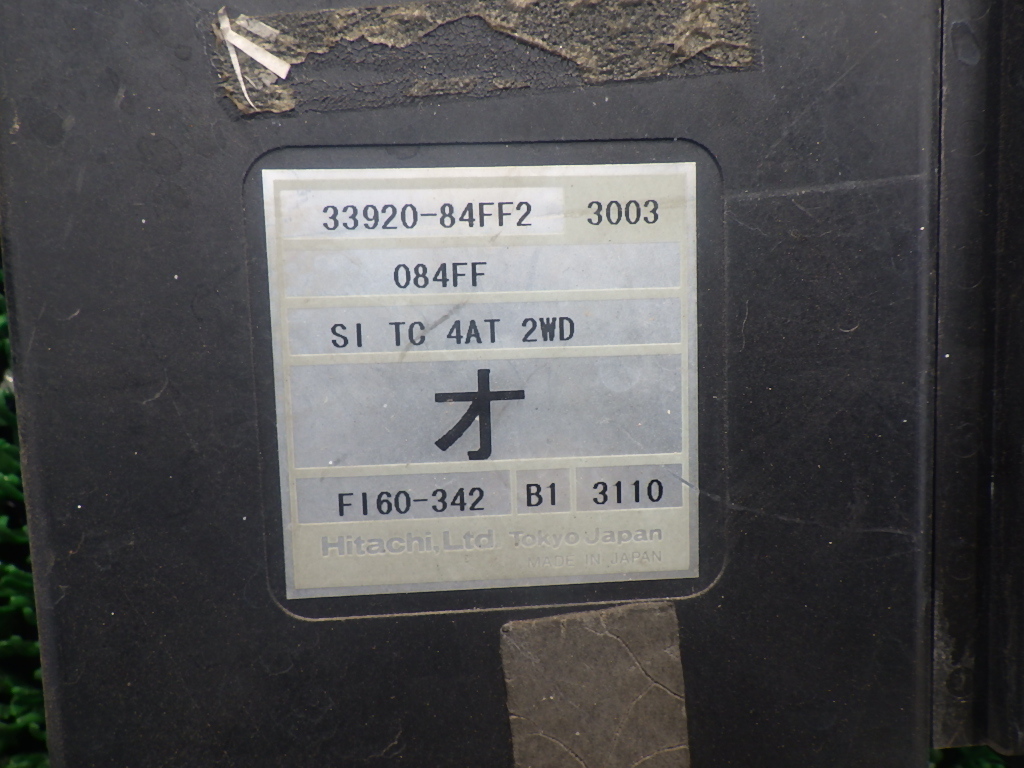 33920-84FF2 3003
084FF
SI TC 4AT 2WD
オ
FI60-342 B1 3110
Hitachi, Ltd Tokyo Japan
MADE IN JAPAN